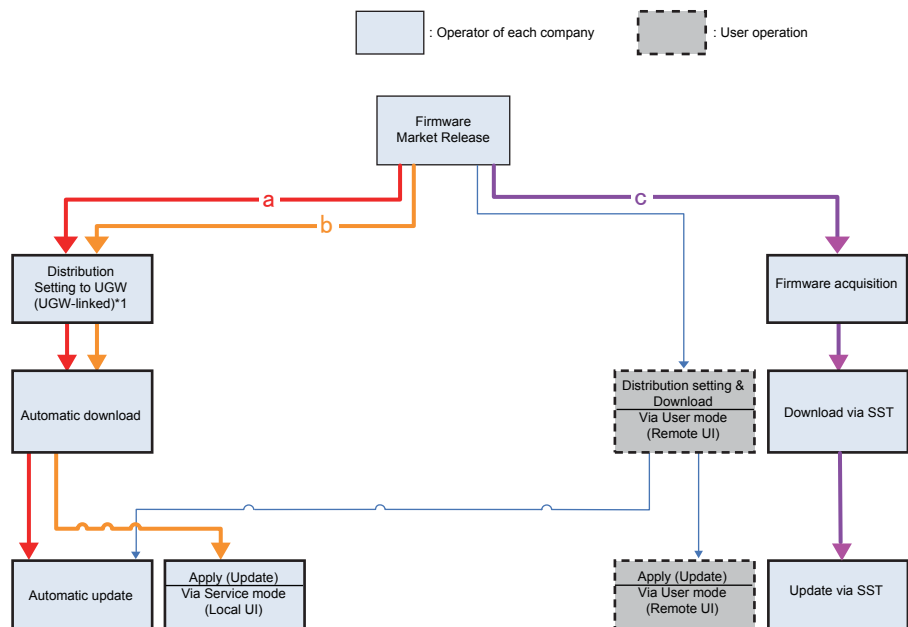 : Operator of each company
: User operation
Firmware
Market Release
a
b
c
Distribution
Setting to UGW
(UGW-linked)*1
Firmware acquisition
Automatic download
Distribution setting &
Download
Via User mode
(Remote UI)
Download via SST
Automatic update
Apply (Update)
Via Service mode
(Local UI)
Apply (Update)
Via User mode
(Remote UI)
Update via SST